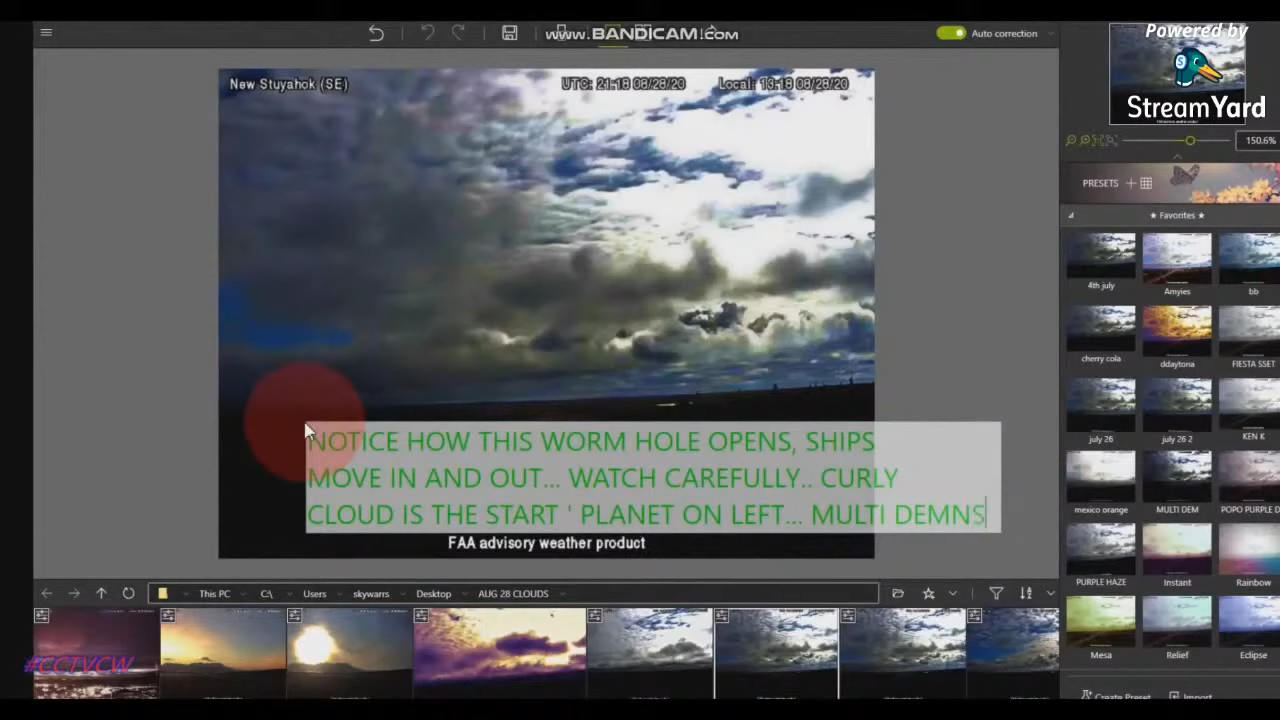 www.BANDICAM.com
Auto correction
Powered by
StreamYard
New Stuyahok (SE)
UTC: 21:18 08/28/20
Local: 13:18 08/28/20
150.6%
PRESETS
Favorites
4th july
Amyies
bb
cherry cola
ddaytona
FIESTA SSET
july 26
july 26 2
KEN K
mexico orange
MULTI DEM
POPO PURPLE D
PURPLE HAZE
Instant
Rainbow
Mesa
Relief
Eclipse
Create Preset
Import
NOTICE HOW THIS WORM HOLE OPENS, SHIPS
MOVE IN AND OUT... WATCH CAREFULLY.. CURLY
CLOUD IS THE START ' PLANET ON LEFT... MULTI DEMNS
FAA advisory weather product
This PC
C:\
Users
skywarrs
Desktop
AUG 28 CLOUDS
#CCTVCW